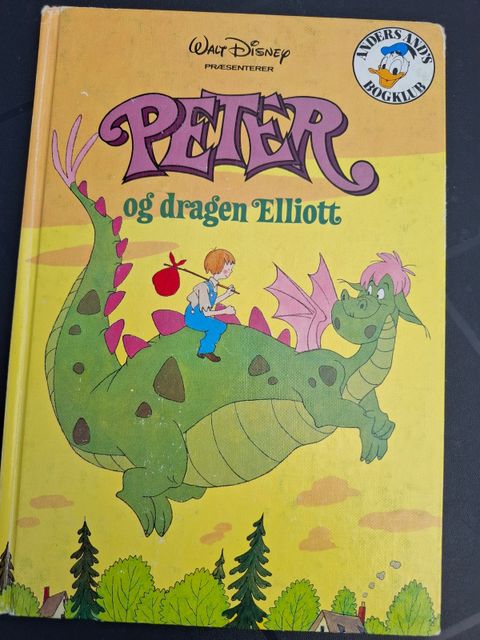 WALT DISNEY
PRÆSENTERER
ANDERS AND'S
BOGKLUB
PETER
og dragen Elliott